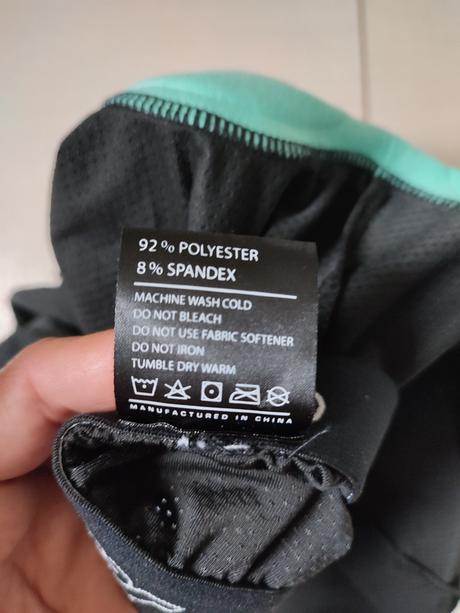 92% POLYESTER
8% SPANDEX
MACHINE WASH COLD
DO NOT BLEACH
DO NOT USE FABRIC SOFTENER
DO NOT IRON
TUMBLE DRY WARM
MANUFACTURED IN CHINA